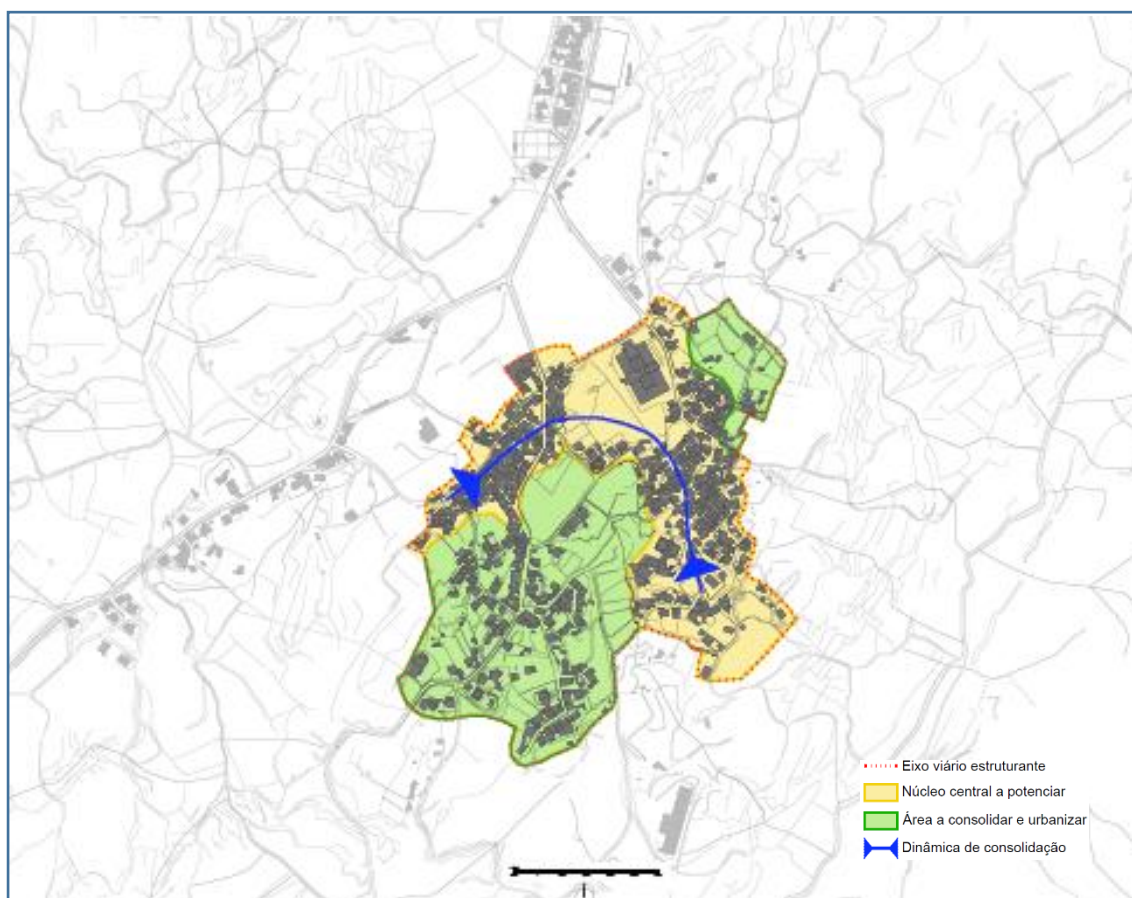 Eixo viário estruturante
Núcleo central a potenciar
Área a consolidar e urbanizar
Dinâmica de consolidação